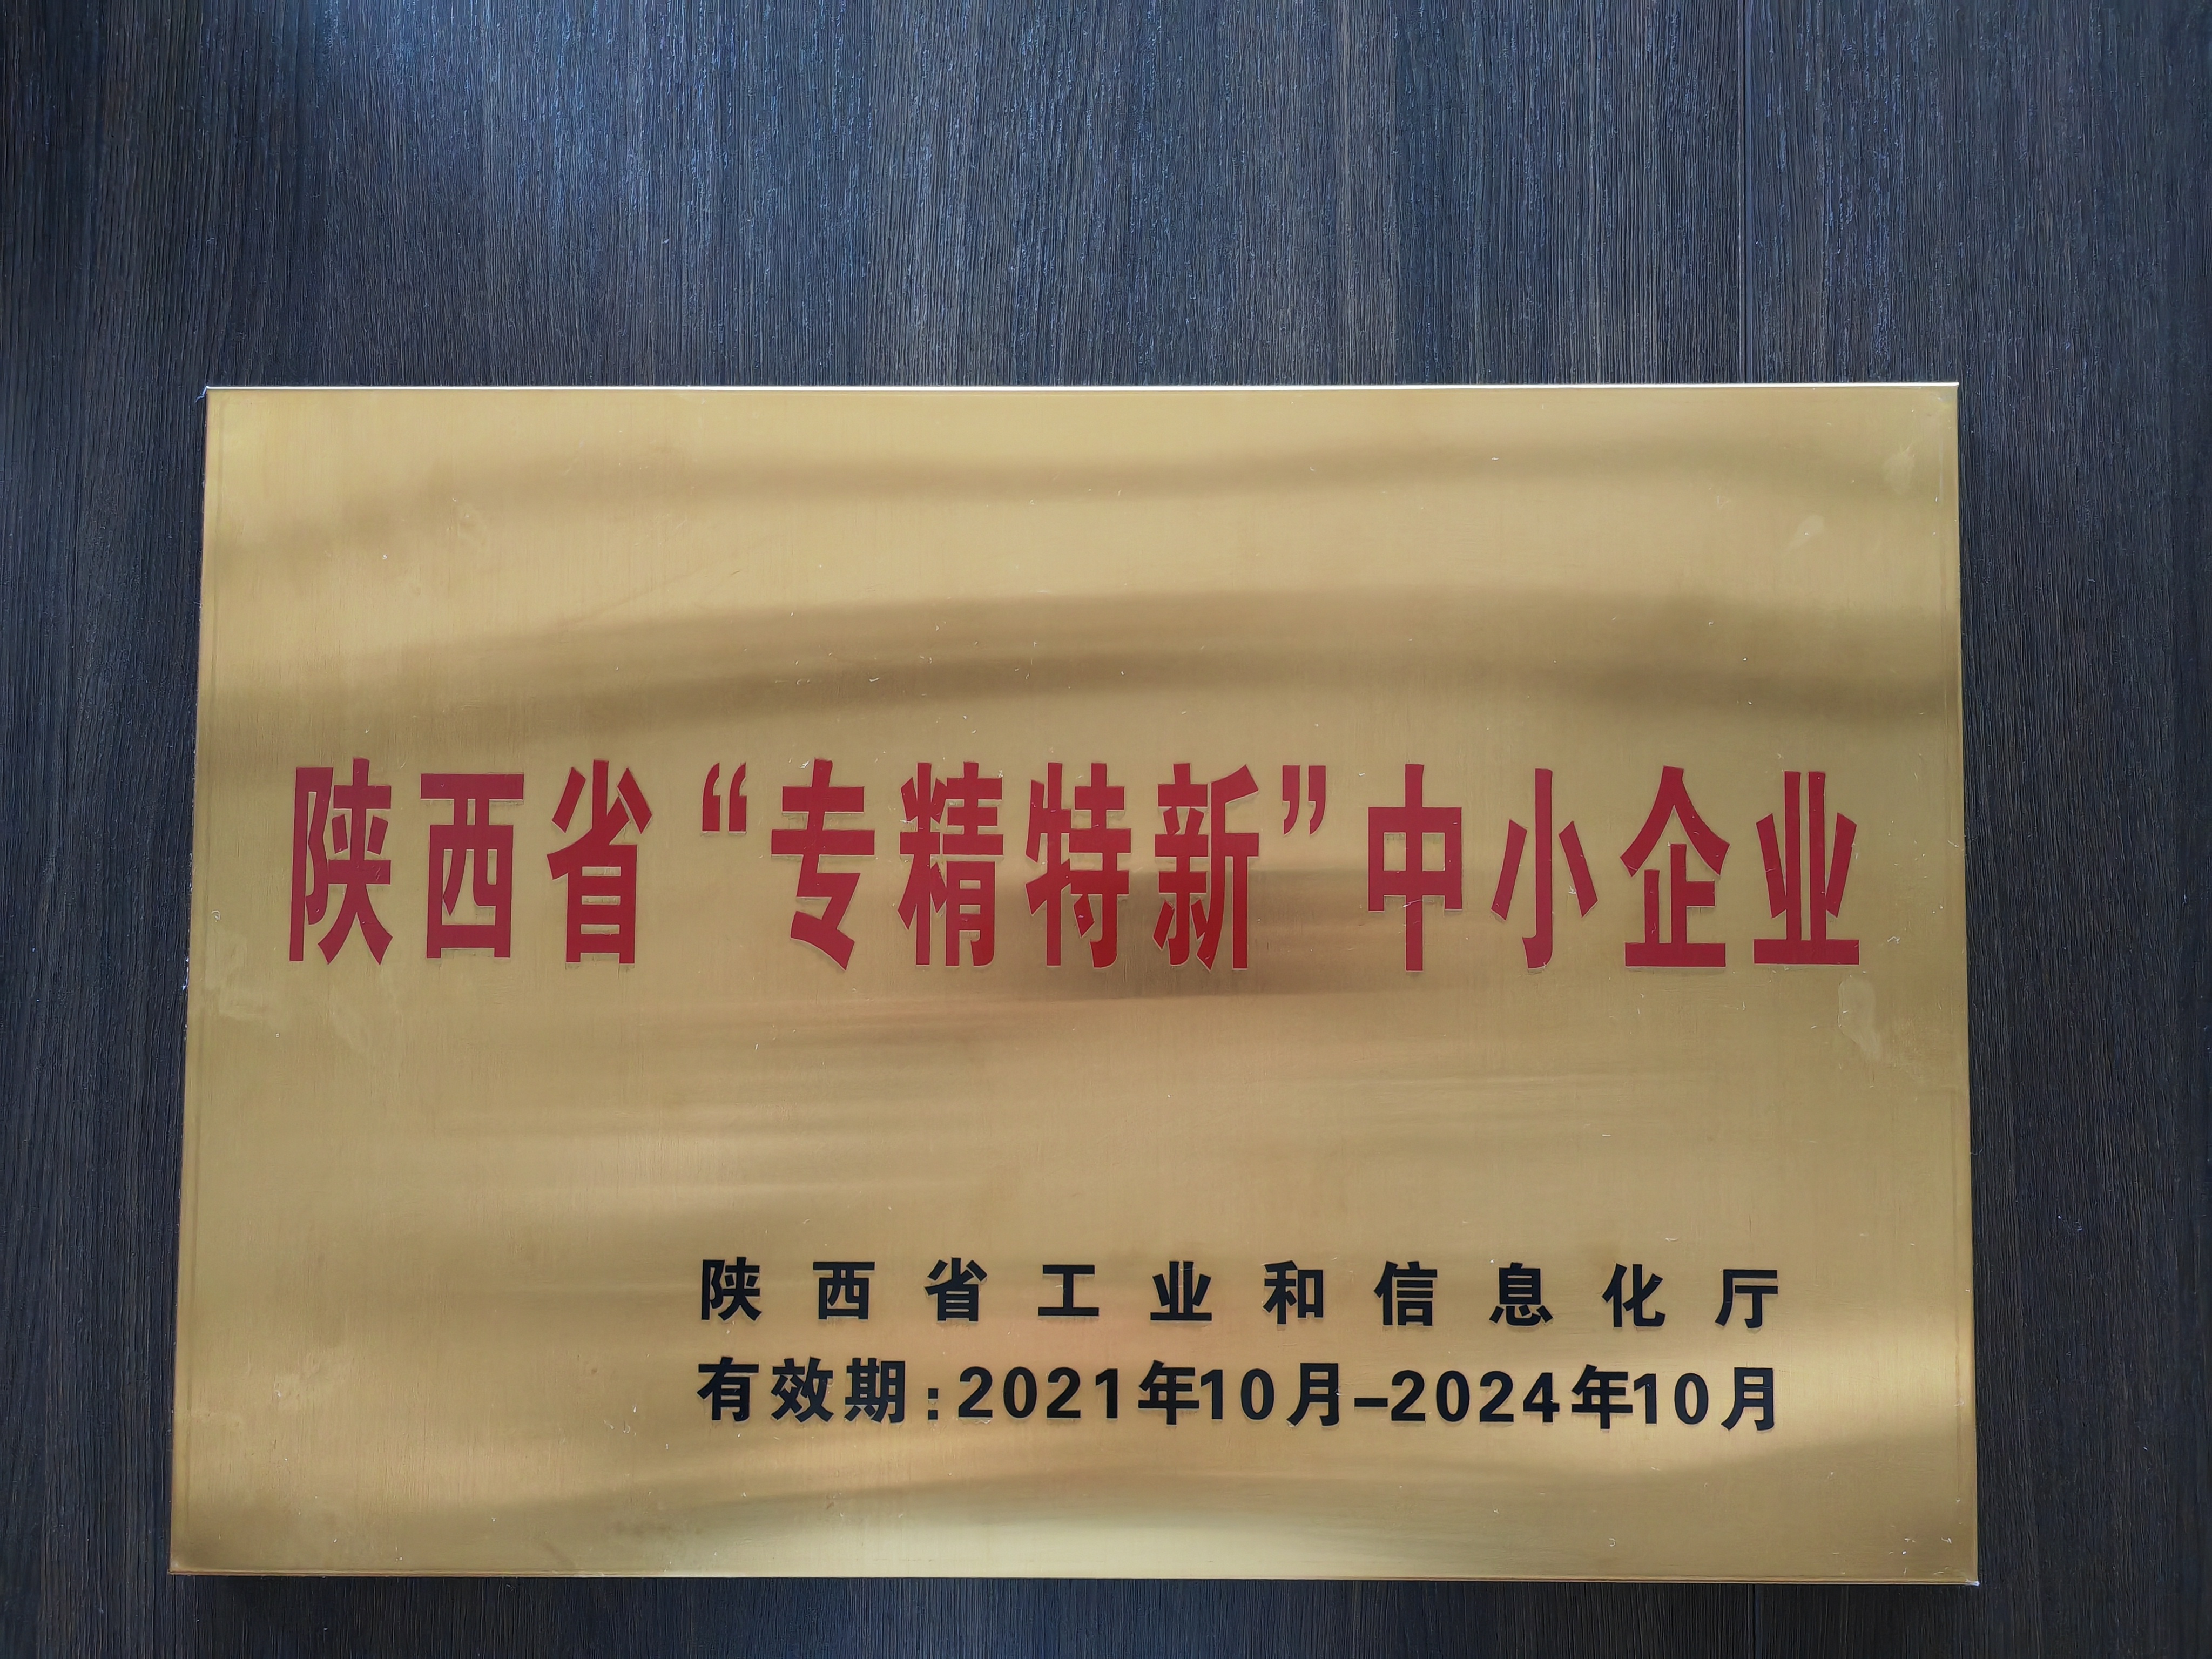 陕西省“专精特新”中小企业
陕西省工业和信息化厅
有效期:2021年10月-2024年10月